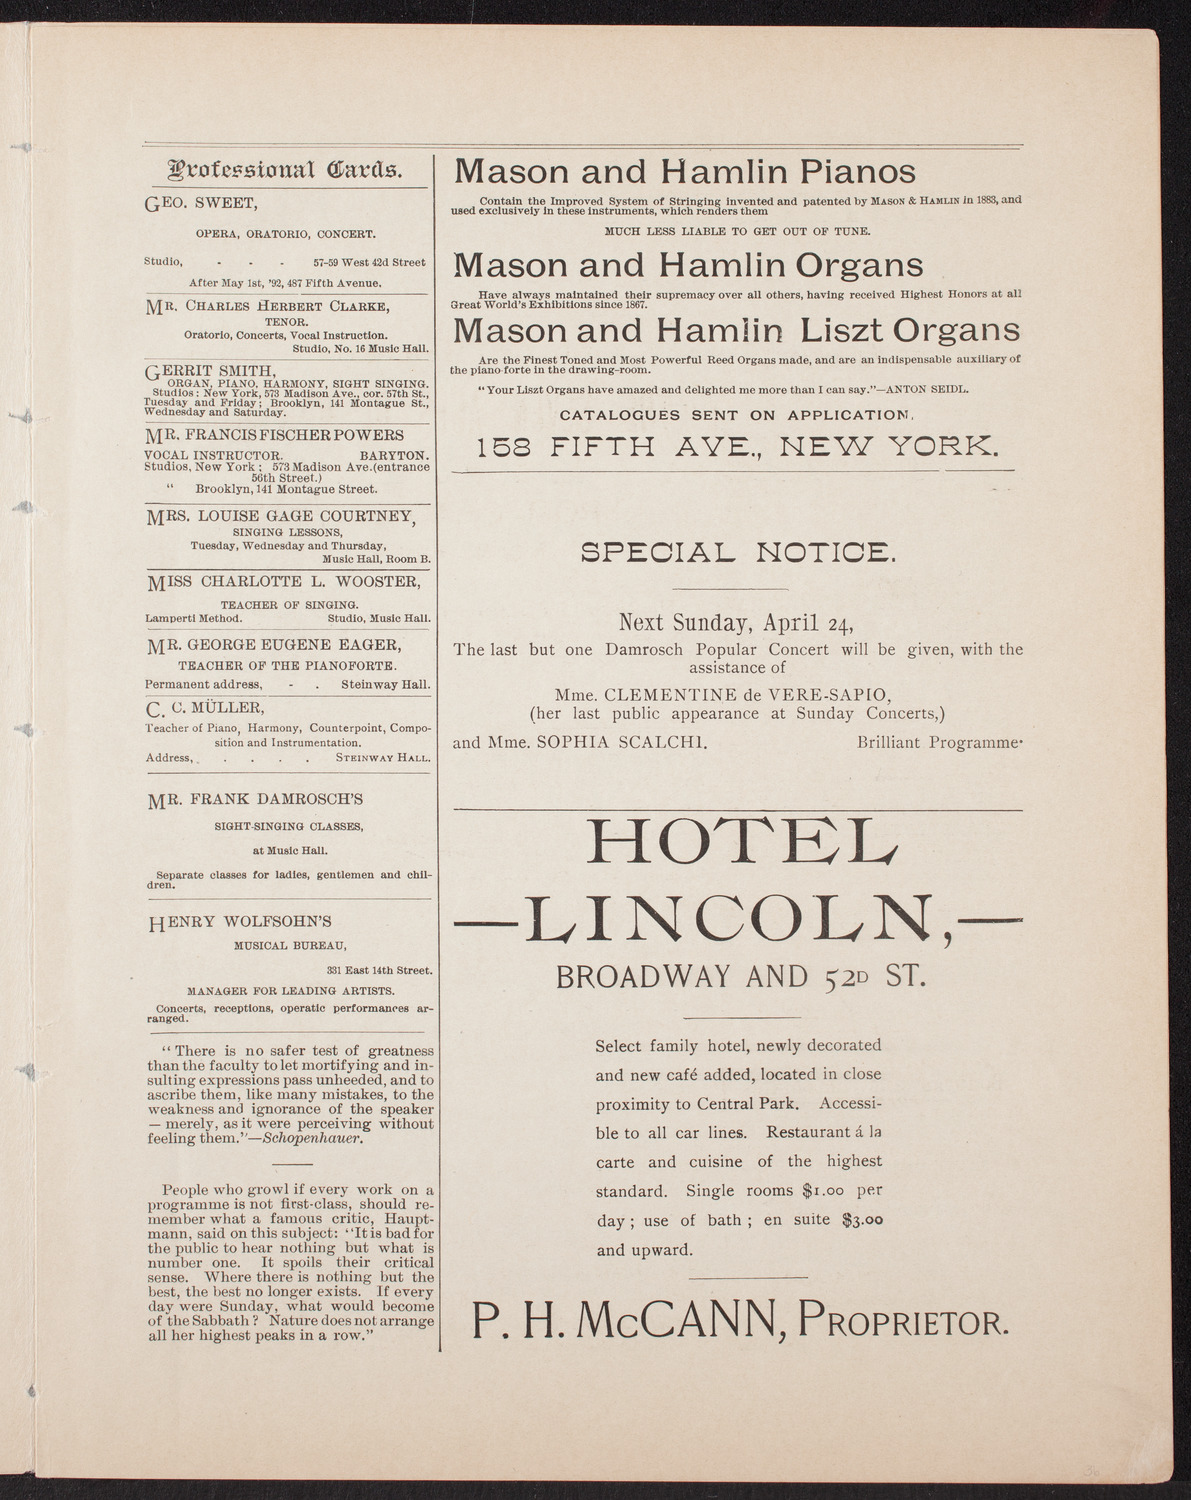 Professional Cards.
GEO. SWEET,
OPERA, ORATORIO, CONCERT.
Studio, - - - 57-59 West 42d Street
After May 1st, '92, 487 Fifth Avenue.
MR. CHARLES HERBERT CLARKE,
TENOR.
Oratorio, Concerts, Vocal Instruction.
Studio, No. 16 Music Hall.
GERRIT SMITH,
ORGAN, PIANO, HARMONY, SIGHT SINGING.
Studios: New York, 573 Madison Ave., cor. 57th St.,
Tuesday and Friday; Brooklyn, 141 Montague St.,
Wednesday and Saturday.
MR. FRANCIS FISCHER POWERS
VOCAL INSTRUCTOR. BARYTON.
Studios, New York: 573 Madison Ave. (entrance
56th Street.)
" Brooklyn, 141 Montague Street.
MRS. LOUISE GAGE COURTNEY,
SINGING LESSONS,
Tuesday, Wednesday and Thursday,
Music Hall, Room B.
MISS CHARLOTTE L. WOOSTER,
TEACHER OF SINGING.
Lamperti Method. Studio, Music Hall.
MR. GEORGE EUGENE EAGER,
TEACHER OF THE PIANOFORTE.
Permanent address, - . Steinway Hall.
C. C. MÜLLER,
Teacher of Piano, Harmony, Counterpoint, Compo-
sition and Instrumentation.
Address, . . . . . STEINWAY HALL.
MR. FRANK DAMROSCH'S
SIGHT-SINGING CLASSES,
at Music Hall.
Separate classes for ladies, gentlemen and chil-
dren.
HENRY WOLFSOHN'S
MUSICAL BUREAU,
331 East 14th Street.
MANAGER FOR LEADING ARTISTS.
Concerts, receptions, operatic performances ar-
ranged.
"There is no safer test of greatness
than the faculty to let mortifying and in-
sulting expressions pass unheeded, and to
ascribe them, like many mistakes, to the
weakness and ignorance of the speaker
— merely, as it were perceiving without
feeling them."—Schopenhauer.
People who growl if every work on a
programme is not first-class, should re-
member what a famous critic, Haupt-
mann, said on this subject: "It is bad for
the public to hear nothing but what is
number one. It spoils their critical
sense. Where there is nothing but the
best, the best no longer exists. If every
day were Sunday, what would become
of the Sabbath? Nature does not arrange
all her highest peaks in a row."
Mason and Hamlin Pianos
Contain the Improved System of Stringing invented and patented by MASON & HAMLIN in 1883, and
used exclusively in these instruments, which renders them
MUCH LESS LIABLE TO GET OUT OF TUNE.
Mason and Hamlin Organs
Have always maintained their supremacy over all others, having received Highest Honors at all
Great World's Exhibitions since 1867.
Mason and Hamlin Liszt Organs
Are the Finest Toned and Most Powerful Reed Organs made, and are an indispensable auxiliary of
the piano-forte in the drawing-room.
"Your Liszt Organs have amazed and delighted me more than I can say."—ANTON SEIDL.
CATALOGUES SENT ON APPLICATION.
158 FIFTH AVE., NEW YORK.
SPECIAL NOTICE.
Next Sunday, April 24,
The last but one Damrosch Popular Concert will be given, with the
assistance of
Mme. CLEMENTINE de VERE-SAPIO,
(her last public appearance at Sunday Concerts,)
and Mme. SOPHIA SCALCHI. Brilliant Programme·
HOTEL
—LINCOLN,—
BROADWAY AND 52D ST.
Select family hotel, newly decorated
and new café added, located in close
proximity to Central Park. Accessi-
ble to all car lines. Restaurant á la
carte and cuisine of the highest
standard. Single rooms $1.00 per
day; use of bath; en suite $3.00
and upward.
P. H. McCANN, PROPRIETOR.